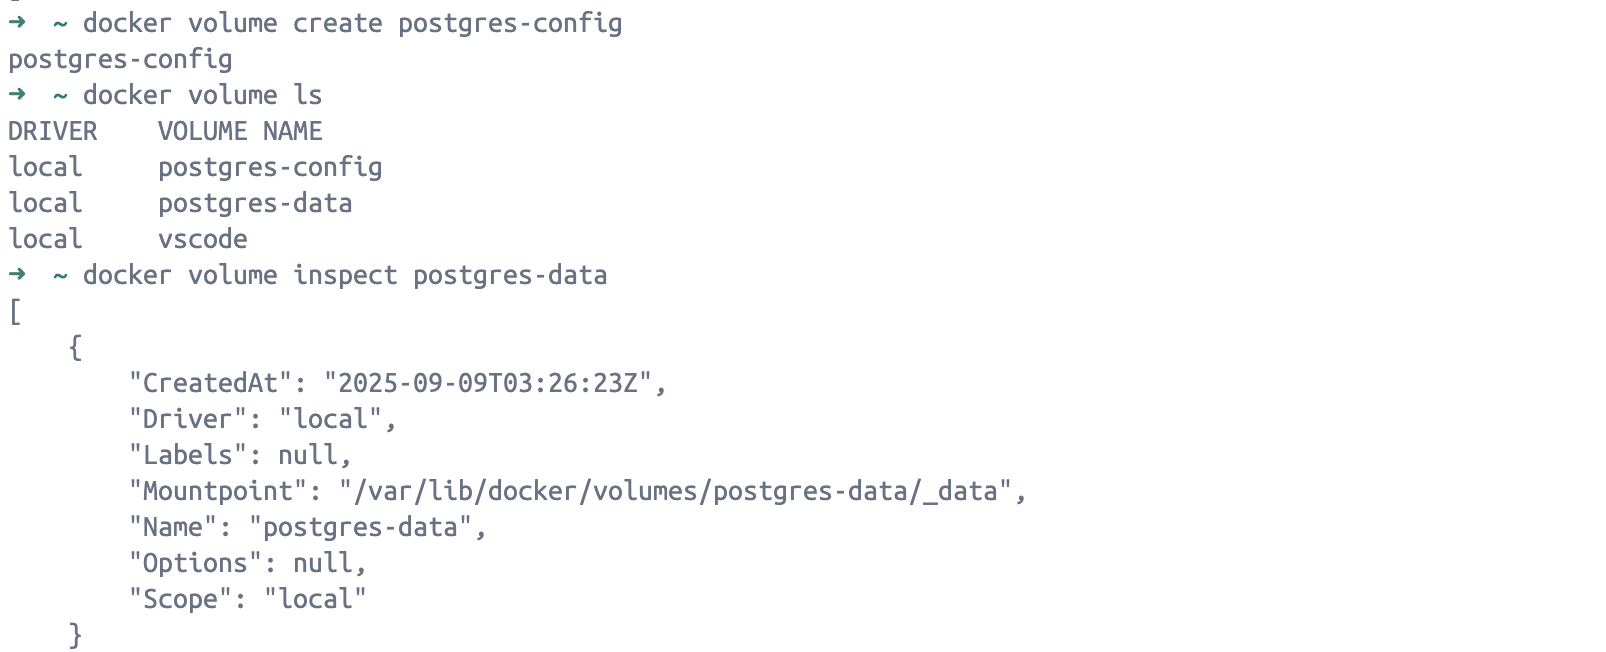 ➜  ~ docker volume create postgres-config
postgres-config
➜  ~ docker volume ls
DRIVER    VOLUME NAME
local     postgres-config
local     postgres-data
local     vscode
➜  ~ docker volume inspect postgres-data
[
    {
        "CreatedAt": "2025-09-09T03:26:23Z",
        "Driver": "local",
        "Labels": null,
        "Mountpoint": "/var/lib/docker/volumes/postgres-data/_data",
        "Name": "postgres-data",
        "Options": null,
        "Scope": "local"
    }